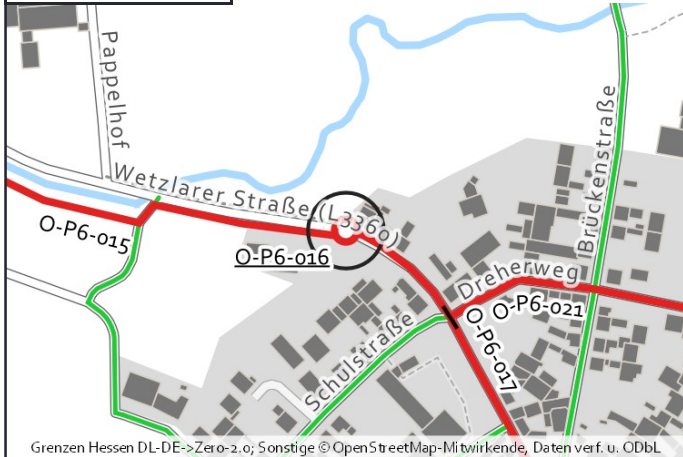 Pappelhof
Wetzlarer Straße (L3360)
O-P6-015
O-P6-016
Brückenstraße
Dreherweg
O-P6-021
O-P6-017
Schulstraße
Grenzen Hessen DL-DE->Zero-2.0; Sonstige © OpenStreetMap-Mitwirkende, Daten verf. u. ODbL